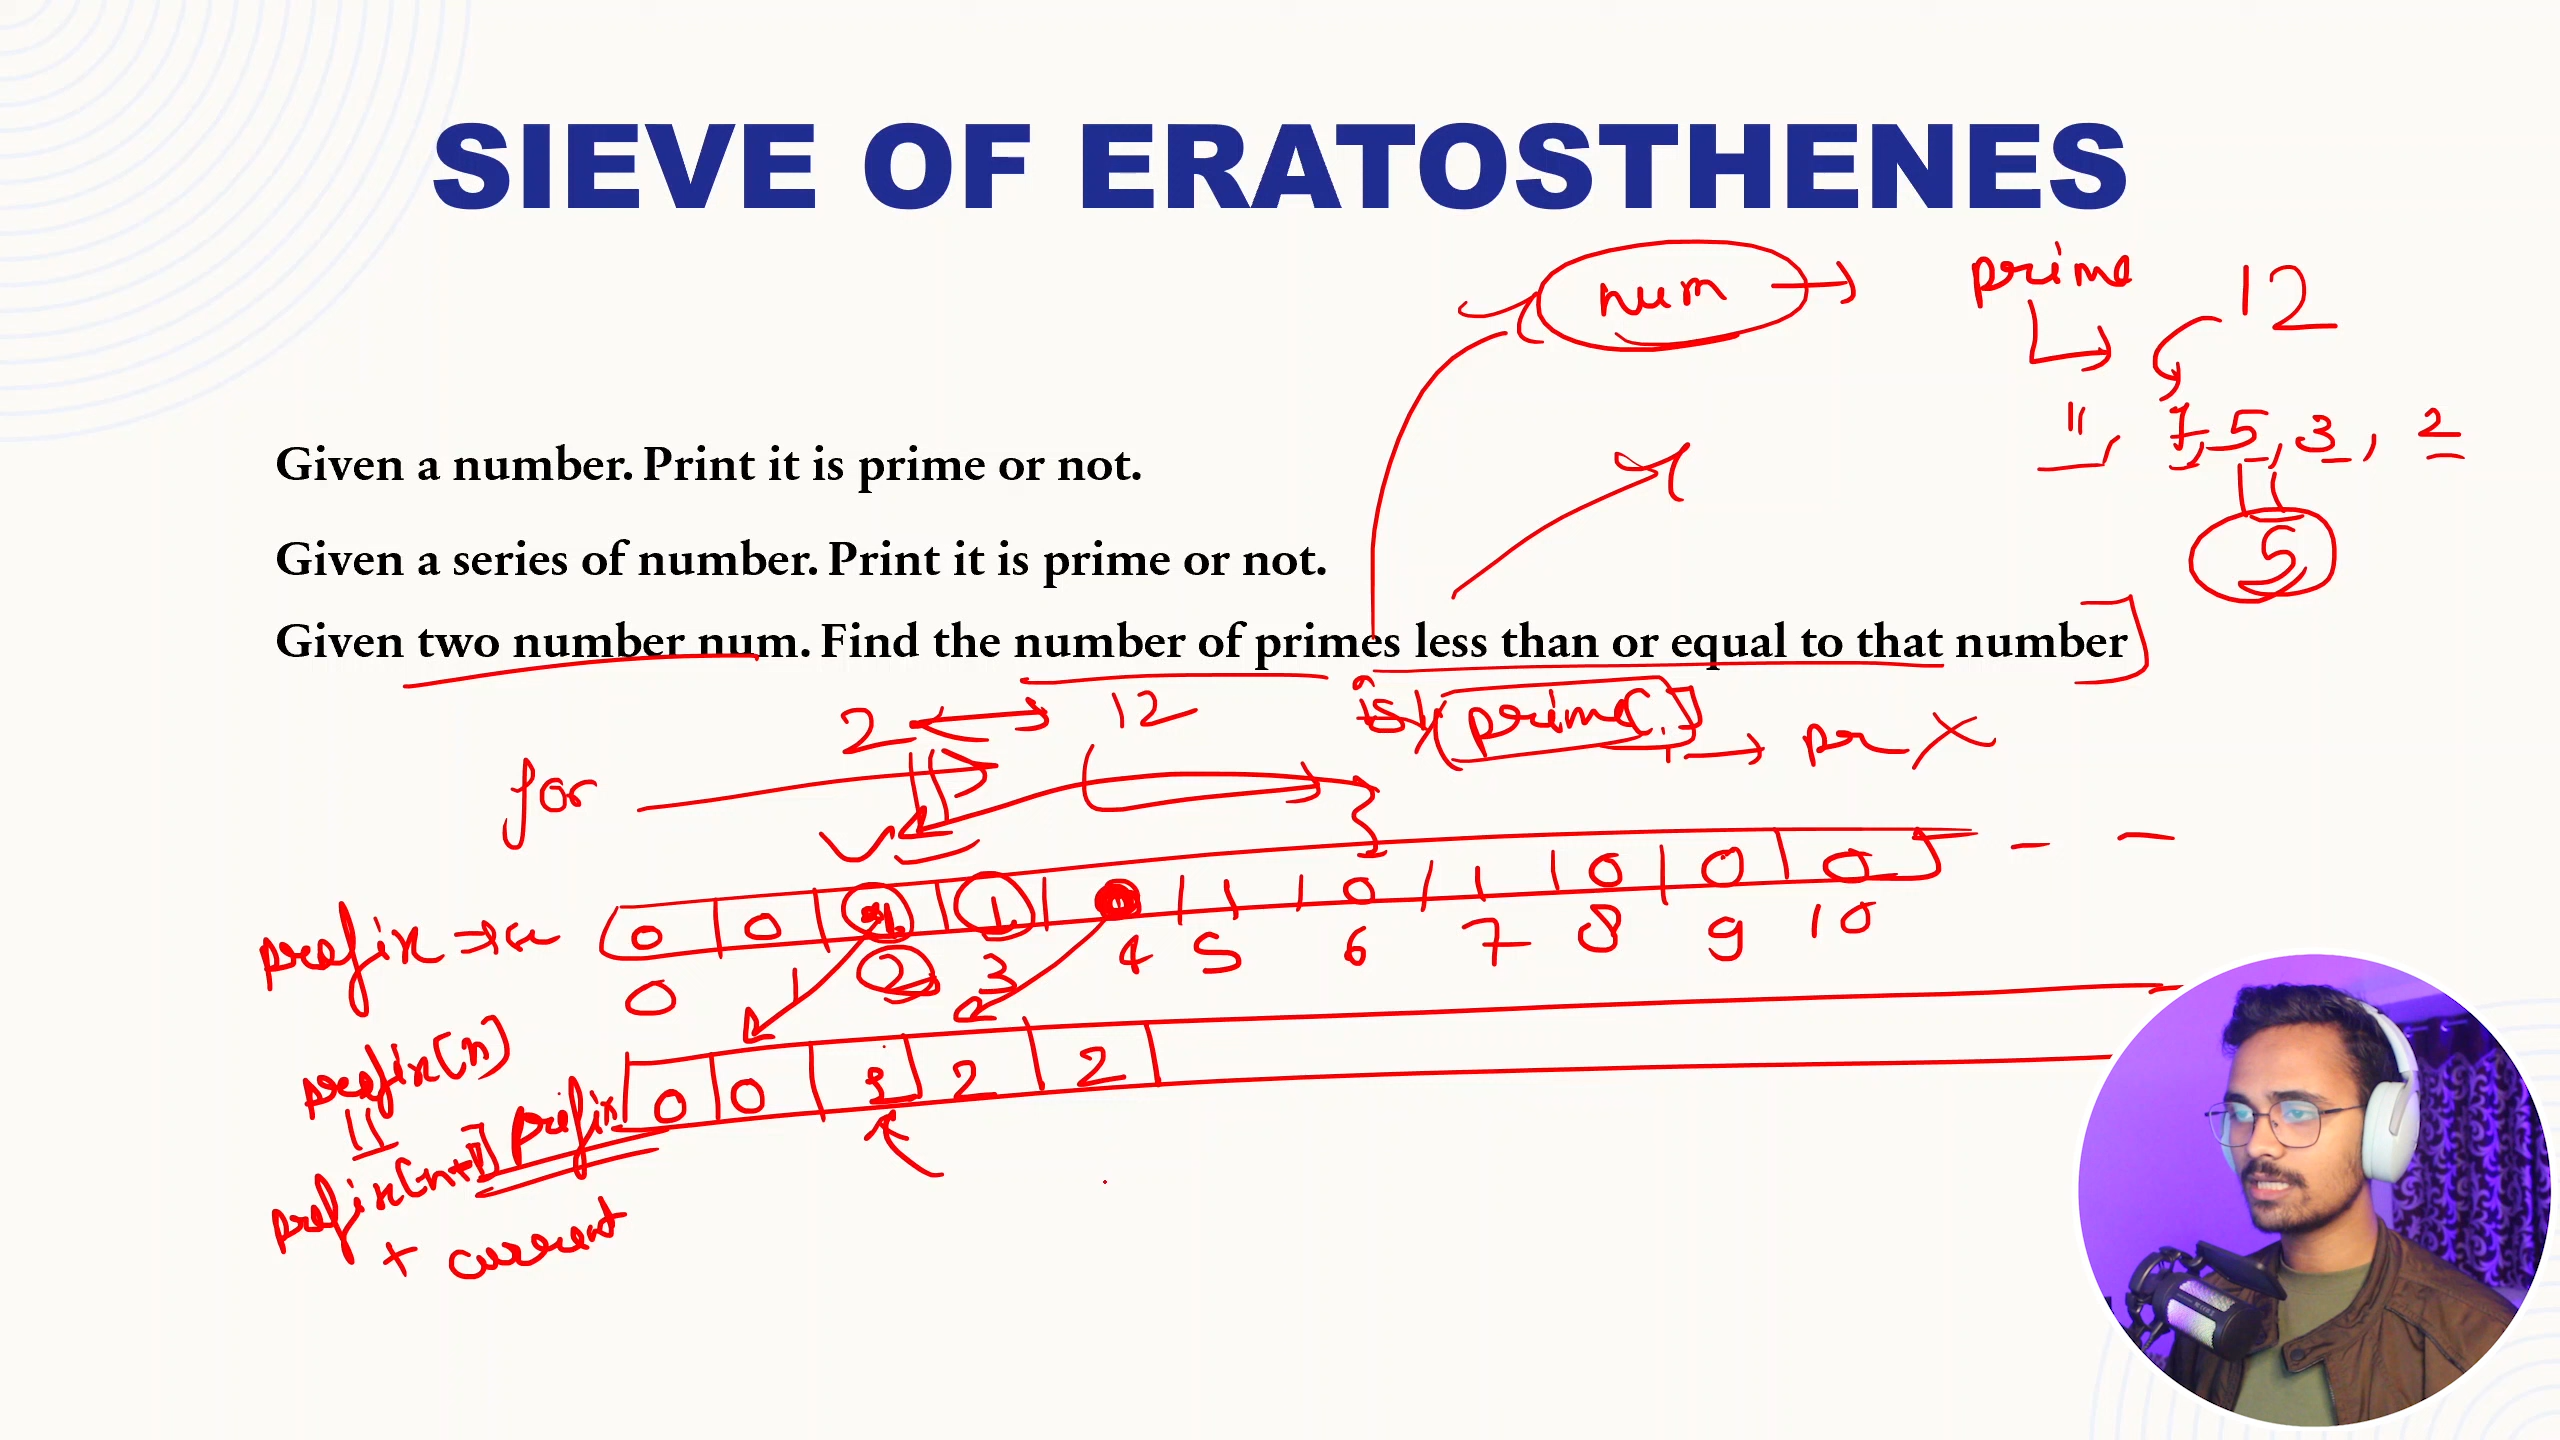 SIEVE OF ERATOSTHENES
num → prime 12
11, 7, 5, 3, 2
5
Given a number. Print it is prime or not.
Given a series of number. Print it is prime or not.
Given two number num. Find the number of primes less than or equal to that number
2 12 prime[]
for
prefix 0 0 1 1 1 0 1 0 0 0
0 1 2 3 4 5 6 7 8 9 10
prefix[n]
prefix 0 0 2 2
prefix[n+1]
+ current